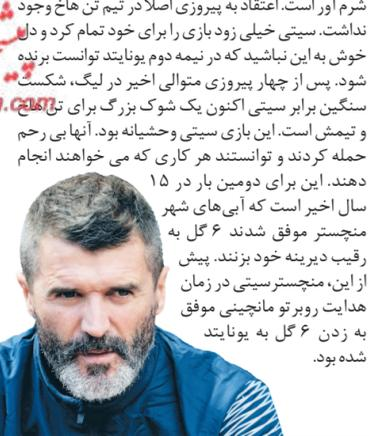 شرم آور است. اعتقاد به پیروزی اصلا در تیم تن هاخ وجود
نداشت. سیتی خیلی زود بازی را برای خود تمام کرد و دل
خوش به این نباشید که در نیمه دوم یونایتد توانست برنده
شود. پس از چهار پیروزی متوالی اخیر در لیگ، شکست
سنگین برابر سیتی اکنون یک شوک بزرگ برای تن هاخ
و تیمش است. این بازی سیتی وحشیانه بود. آنها بی رحم
حمله کردند و توانستند هر کاری که می خواهند انجام
دهند. این برای دومین بار در ۱۵
سال اخیر است که آبی های شهر
منچستر موفق شدند ۶ گل به
رقیب دیرینه خود بزنند. پیش
از این، منچسترسیتی در زمان
هدایت روبرتو مانچینی موفق
به زدن ۶ گل به یونایتد
شده بود.